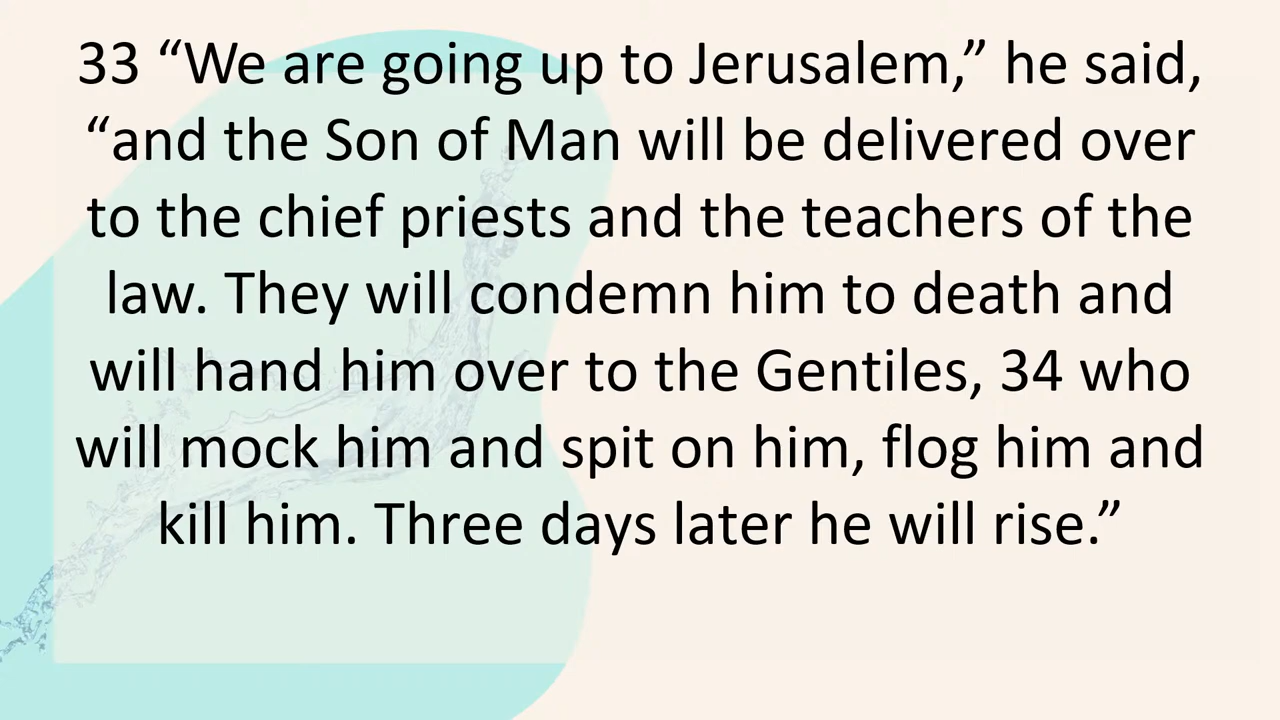 33 “We are going up to Jerusalem,” he said,
“and the Son of Man will be delivered over
to the chief priests and the teachers of the
law. They will condemn him to death and
will hand him over to the Gentiles, 34 who
will mock him and spit on him, flog him and
kill him. Three days later he will rise.”